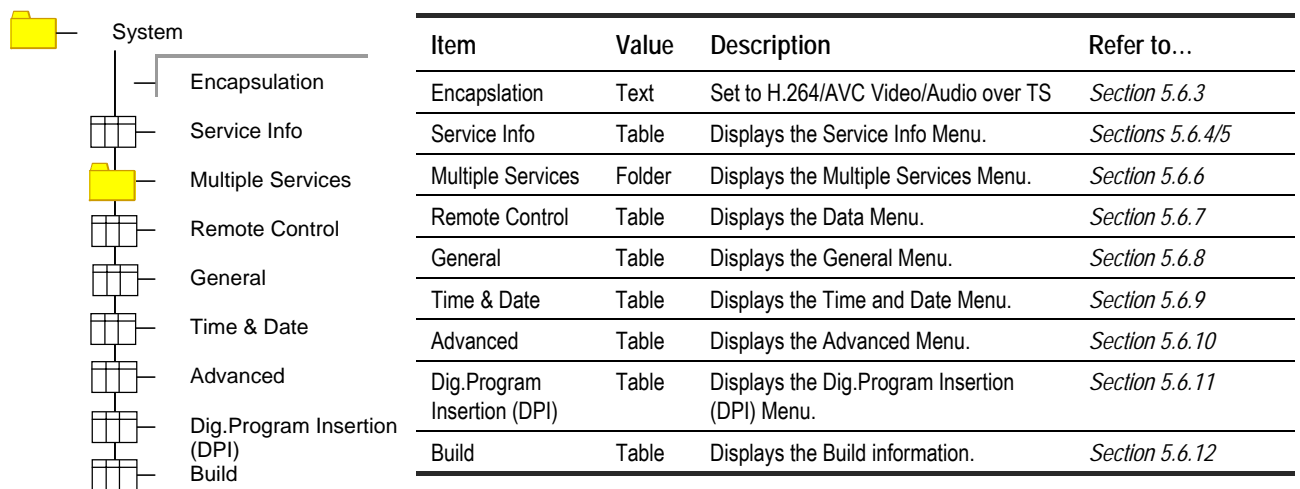 System
Encapsulation
Service Info
Multiple Services
Remote Control
General
Time & Date
Advanced
Dig.Program Insertion
(DPI)
Build
Item Value Description Refer to…
Encapslation Text Set to H.264/AVC Video/Audio over TS Section 5.6.3
Service Info Table Displays the Service Info Menu. Sections 5.6.4/5
Multiple Services Folder Displays the Multiple Services Menu. Section 5.6.6
Remote Control Table Displays the Data Menu. Section 5.6.7
General Table Displays the General Menu. Section 5.6.8
Time & Date Table Displays the Time and Date Menu. Section 5.6.9
Advanced Table Displays the Advanced Menu. Section 5.6.10
Dig.Program Table Displays the Dig.Program Insertion Section 5.6.11
Insertion (DPI) (DPI) Menu.
Build Table Displays the Build information. Section 5.6.12